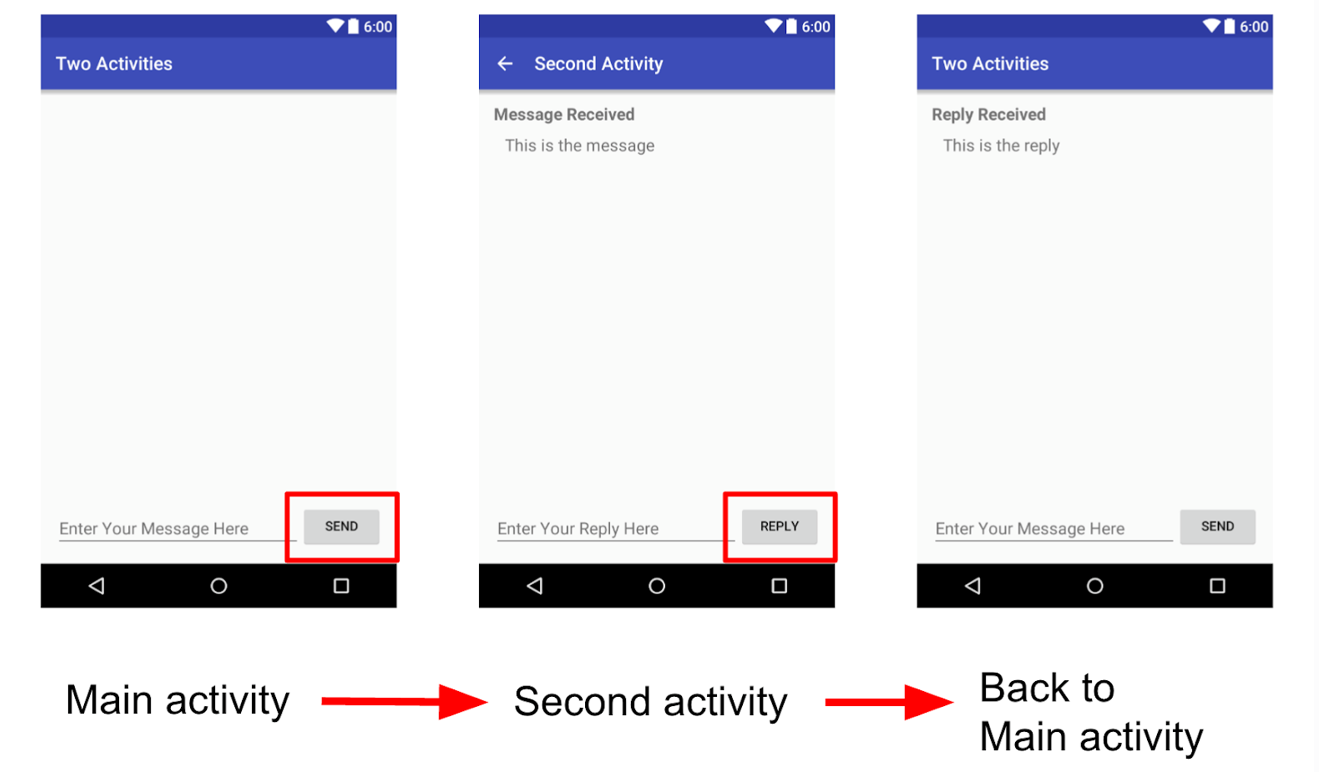 6:00
Two Activities
Enter Your Message Here
SEND
6:00
Second Activity
Message Received
This is the message
Enter Your Reply Here
REPLY
6:00
Two Activities
Reply Received
This is the reply
Enter Your Message Here
SEND
Main activity
Second activity
Back to
Main activity